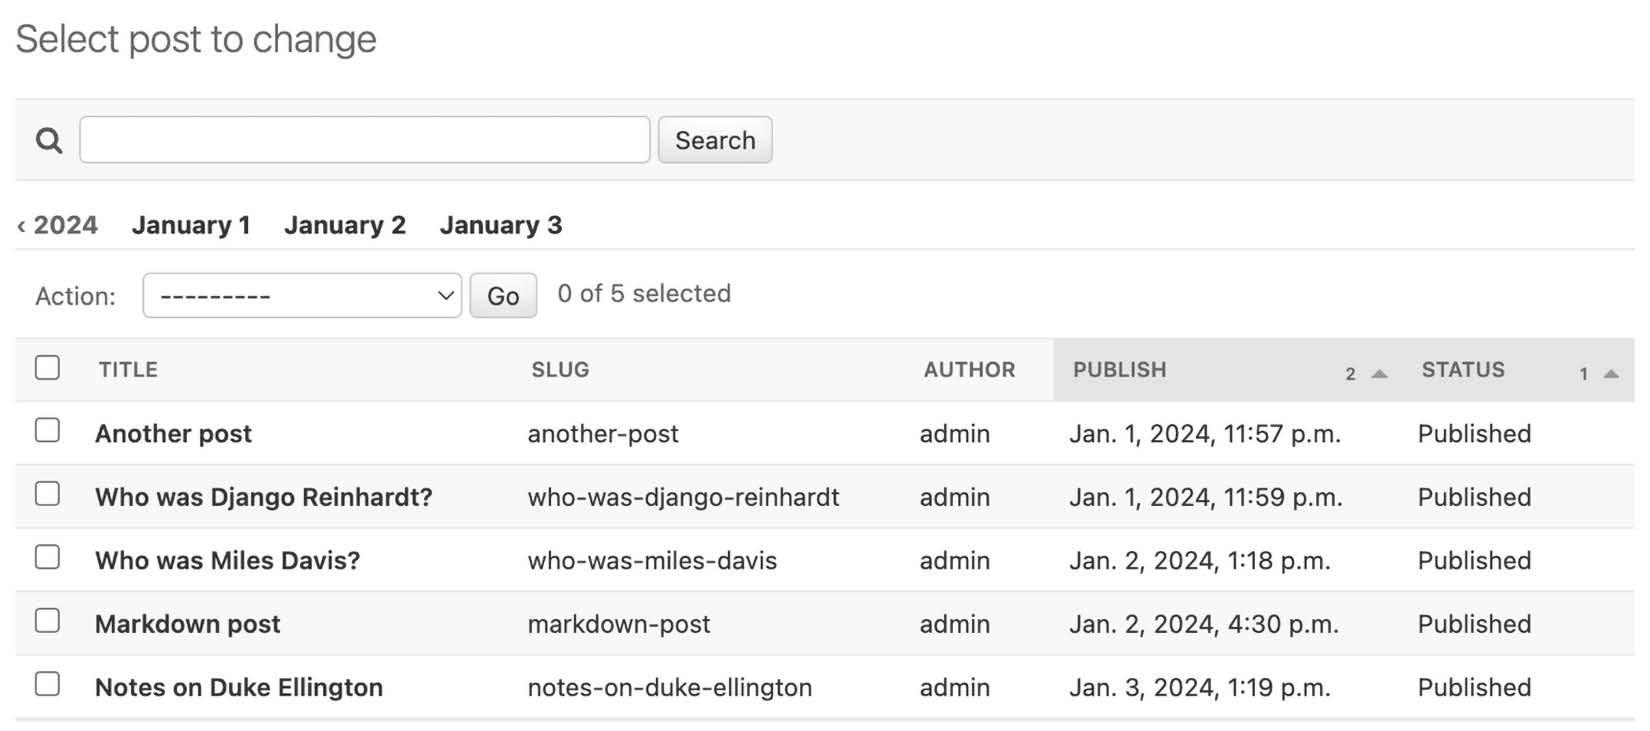 Select post to change
Search
‹ 2024 January 1 January 2 January 3
Action: --------- Go 0 of 5 selected
TITLE SLUG AUTHOR PUBLISH 2 STATUS 1
Another post another-post admin Jan. 1, 2024, 11:57 p.m. Published
Who was Django Reinhardt? who-was-django-reinhardt admin Jan. 1, 2024, 11:59 p.m. Published
Who was Miles Davis? who-was-miles-davis admin Jan. 2, 2024, 1:18 p.m. Published
Markdown post markdown-post admin Jan. 2, 2024, 4:30 p.m. Published
Notes on Duke Ellington notes-on-duke-ellington admin Jan. 3, 2024, 1:19 p.m. Published